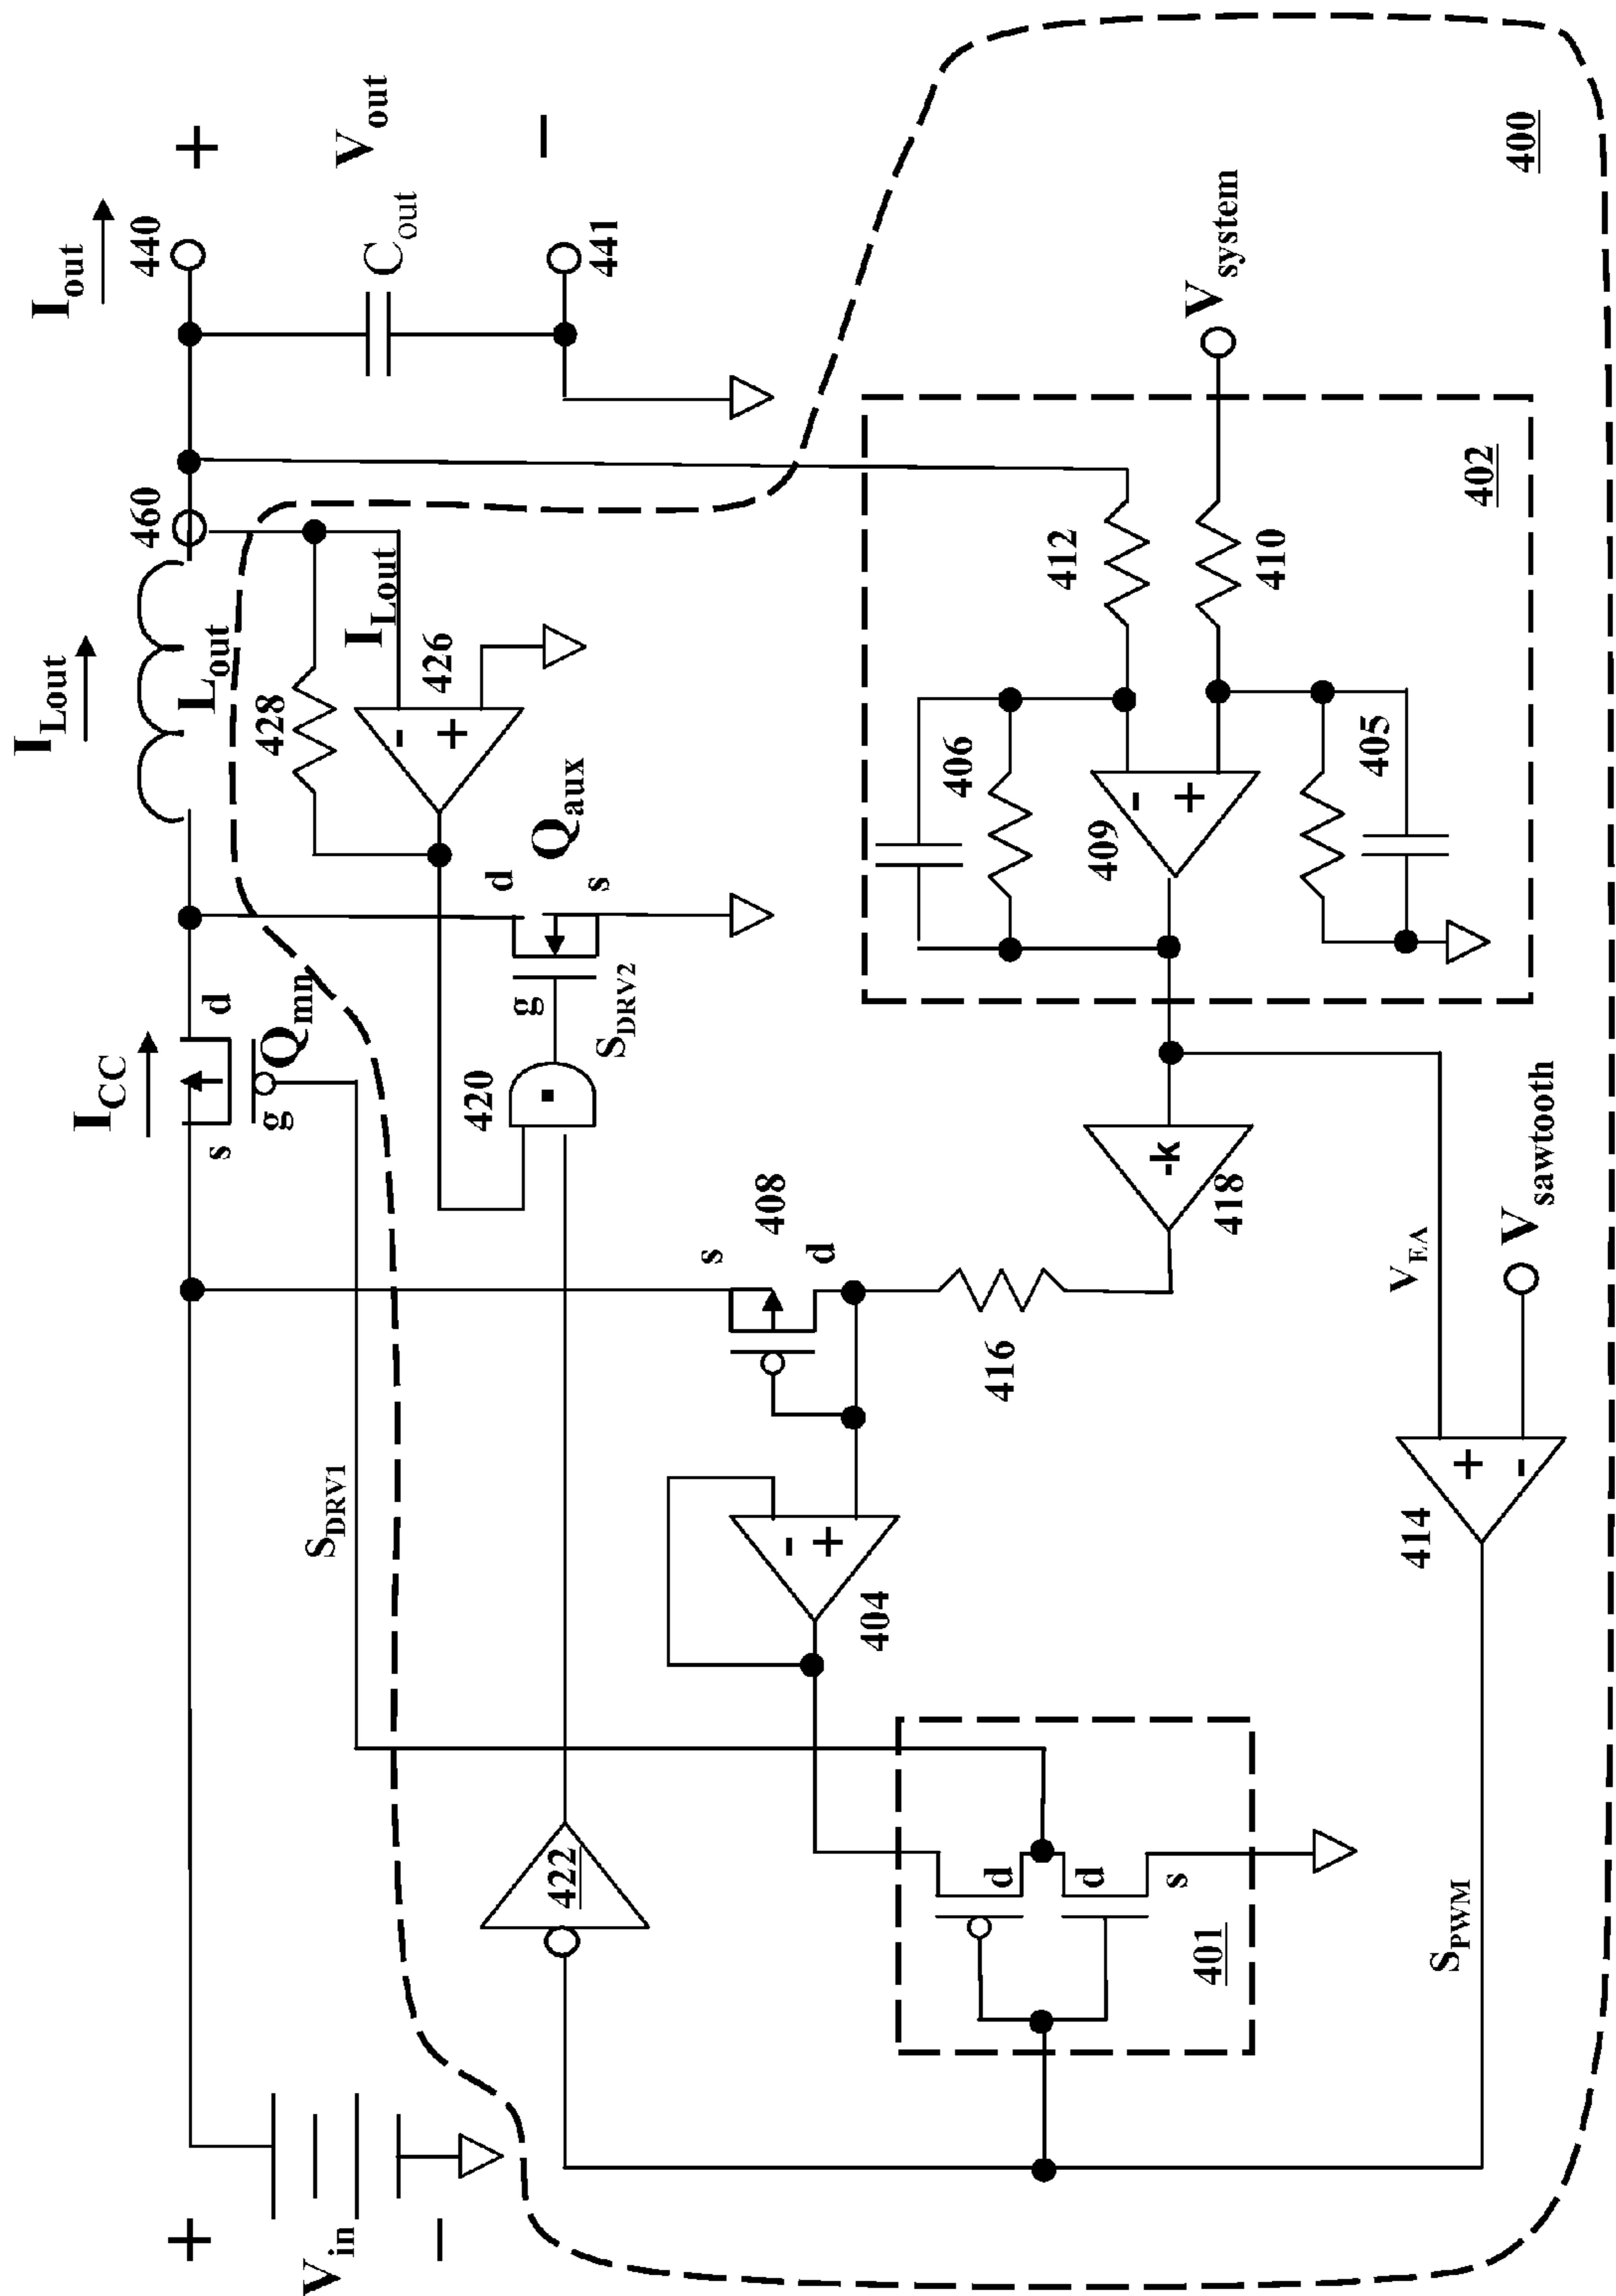 +
V_in
−
I_CC
s
d
g
Q_mn
I_Lout
L_out
460
I_out
440
+
V_out
−
C_out
441
428
I_Lout
426
-
+
Q_aux
d
s
g
S_DRV2
420
S_DRV1
422
s
408
d
404
-
+
416
401
d
d
s
418
-k
402
412
410
406
409
-
+
405
V_system
V_EA
V_sawtooth
414
+
-
S_PWM
400